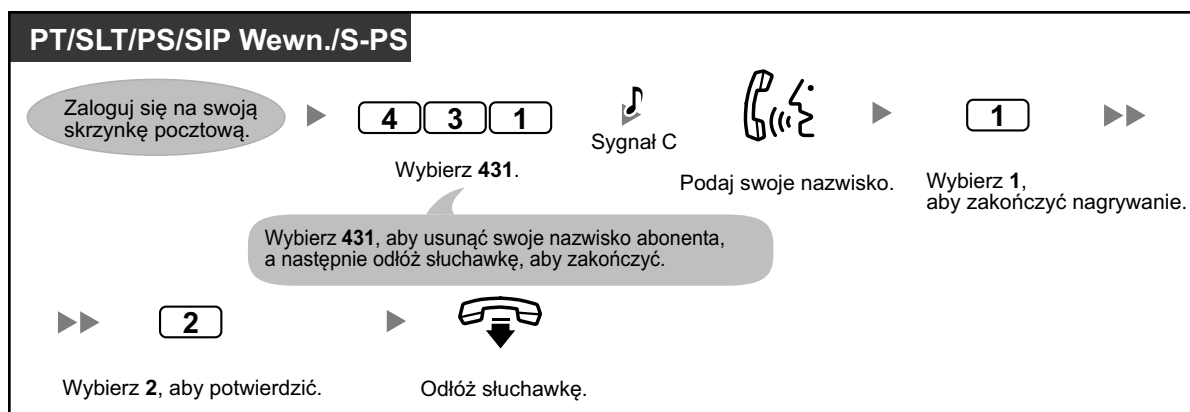 PT/SLT/PS/SIP Wewn./S-PS
Zaloguj się na swoją
skrzynkę pocztową.
4 3 1
Sygnał C
1
Wybierz 431.
Podaj swoje nazwisko.
Wybierz 1,
aby zakończyć nagrywanie.
Wybierz 431, aby usunąć swoje nazwisko abonenta,
a następnie odłóż słuchawkę, aby zakończyć.
2
Wybierz 2, aby potwierdzić.
Odłóż słuchawkę.